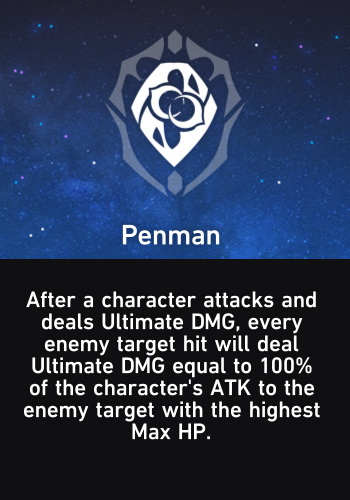 Penman
After a character attacks and
deals Ultimate DMG, every
enemy target hit will deal
Ultimate DMG equal to 100%
of the character's ATK to the
enemy target with the highest
Max HP.